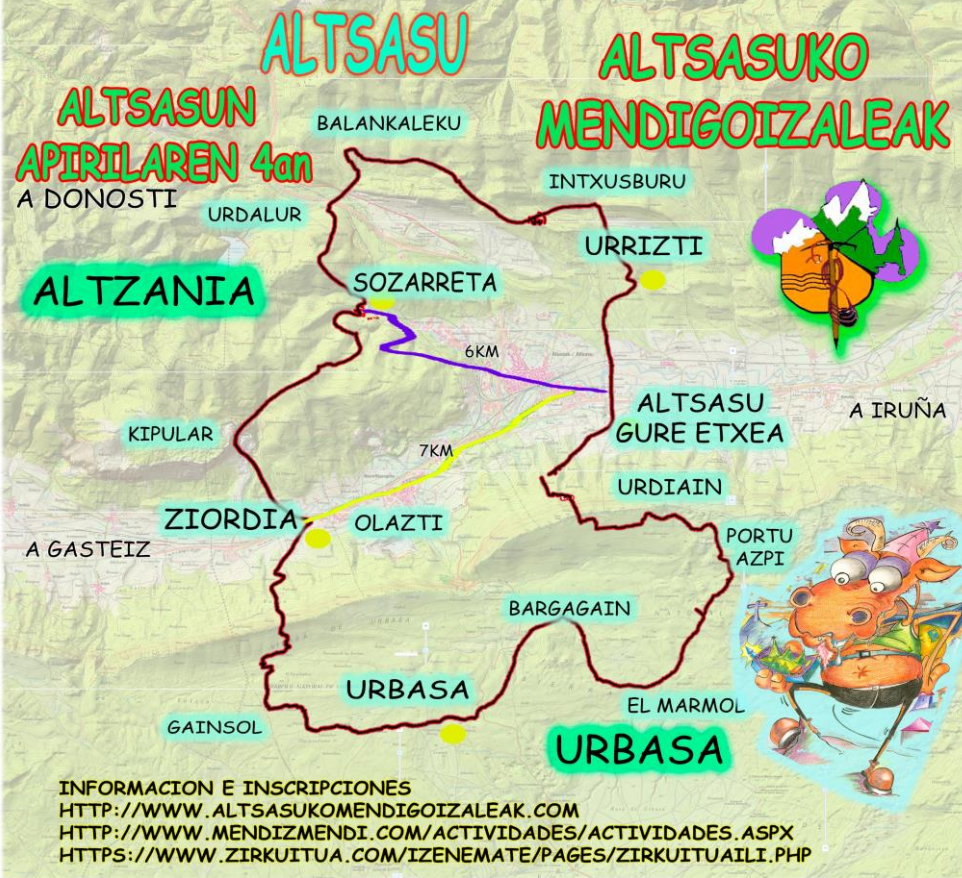 ALTSASU
ALTSASUKO
MENDIGOIZALEAK
ALTSASUN
APIRILAREN 4an
BALANKALEKU
A DONOSTI
URDALUR
INTXUSBURU
URRIZTI
ALTZANIA
SOZARRETA
6KM
ALTSASU
GURE ETXEA
A IRUÑA
KIPULAR
7KM
URDIAIN
ZIORDIA
OLAZTI
A GASTEIZ
PORTU
AZPI
BARGAGAIN
URBASA
EL MARMOL
GAINSOL
URBASA
INFORMACION E INSCRIPCIONES
HTTP://WWW.ALTSASUKOMENDIGOIZALEAK.COM
HTTP://WWW.MENDIZMENDI.COM/ACTIVIDADES/ACTIVIDADES.ASPX
HTTPS://WWW.ZIRKUITUA.COM/IZENEMATE/PAGES/ZIRKUITUAILI.PHP